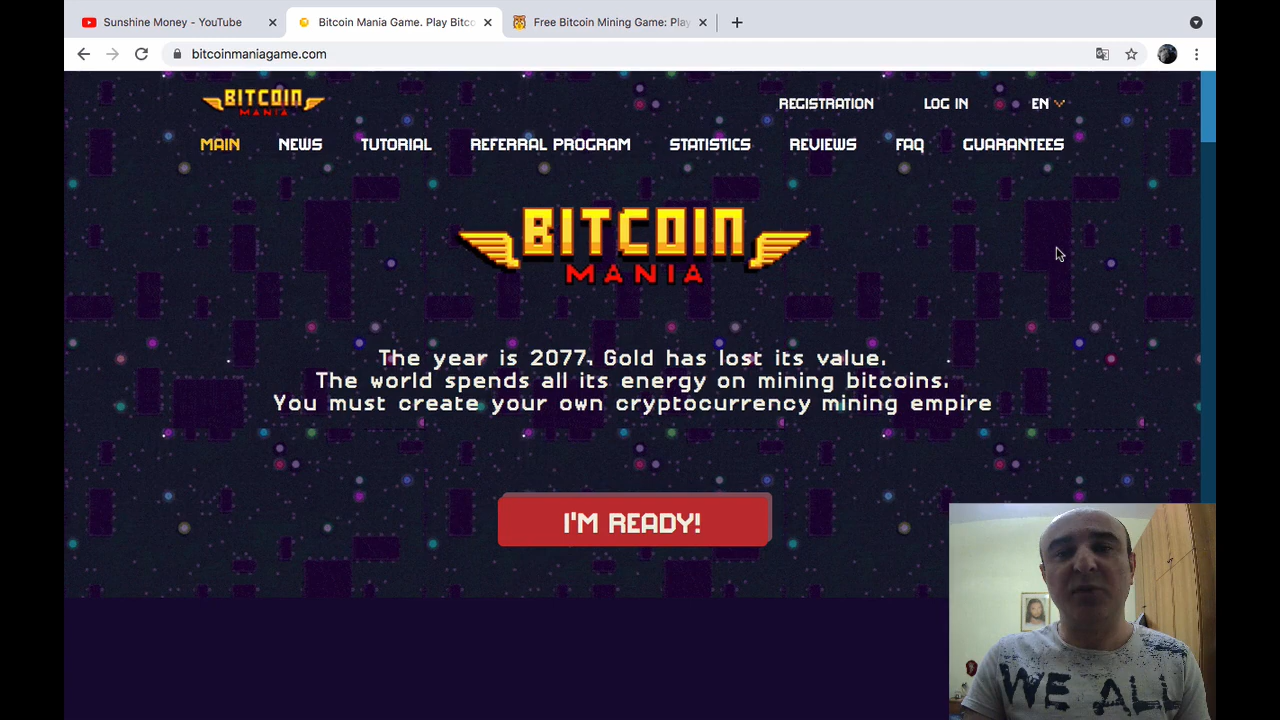 Sunshine Money - YouTube
Bitcoin Mania Game. Play Bitco
Free Bitcoin Mining Game: Play
bitcoinmaniagame.com
BITCOIN
MANIA
REGISTRATION
LOG IN
EN
MAIN
NEWS
TUTORIAL
REFERRAL PROGRAM
STATISTICS
REVIEWS
FAQ
GUARANTEES
BITCOIN
MANIA
The year is 2077. Gold has lost its value.
The world spends all its energy on mining bitcoins.
You must create your own cryptocurrency mining empire
I'M READY!
WE ALL